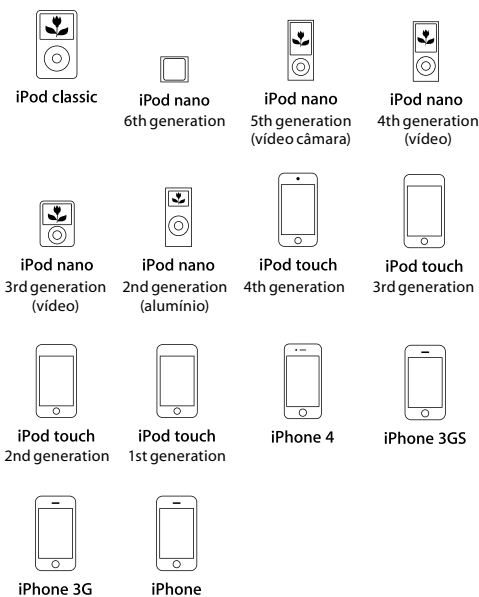 iPod classic
iPod nano
6th generation
iPod nano
5th generation
(vídeo câmara)
iPod nano
4th generation
(vídeo)
iPod nano
3rd generation
(vídeo)
iPod nano
2nd generation
(alumínio)
iPod touch
4th generation
iPod touch
3rd generation
iPod touch
2nd generation
iPod touch
1st generation
iPhone 4
iPhone 3GS
iPhone 3G
iPhone